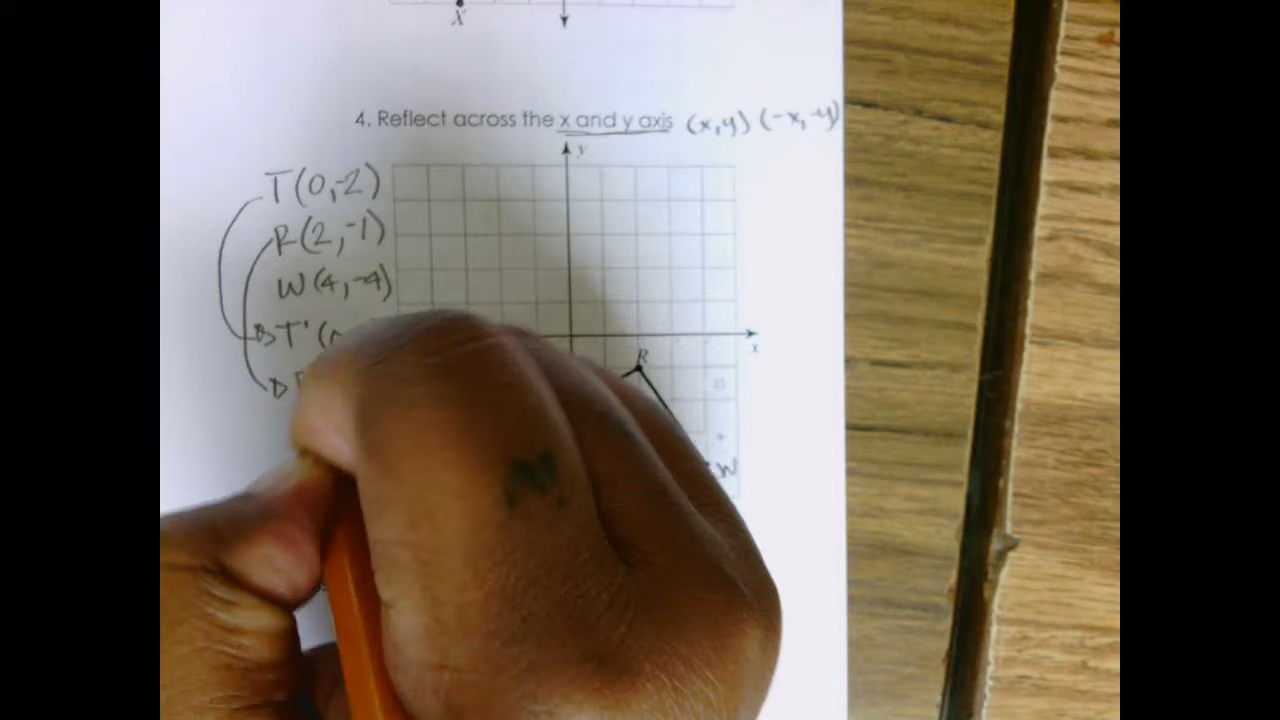 X
4. Reflect across the x and y axis (x,y) (-x,-y)
y
T(0,-2)
R(2,-1)
W(4,-4)
T'(
x
R
W